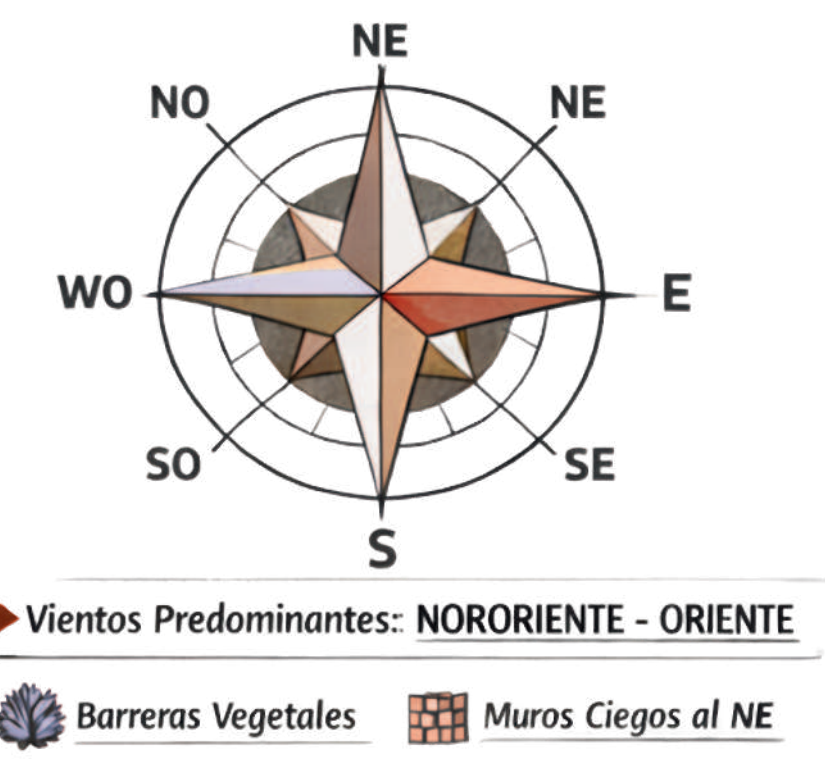 NE
NO
NE
WO
E
SO
SE
S
Vientos Predominantes:: NORORIENTE - ORIENTE
Barreras Vegetales
Muros Ciegos al NE